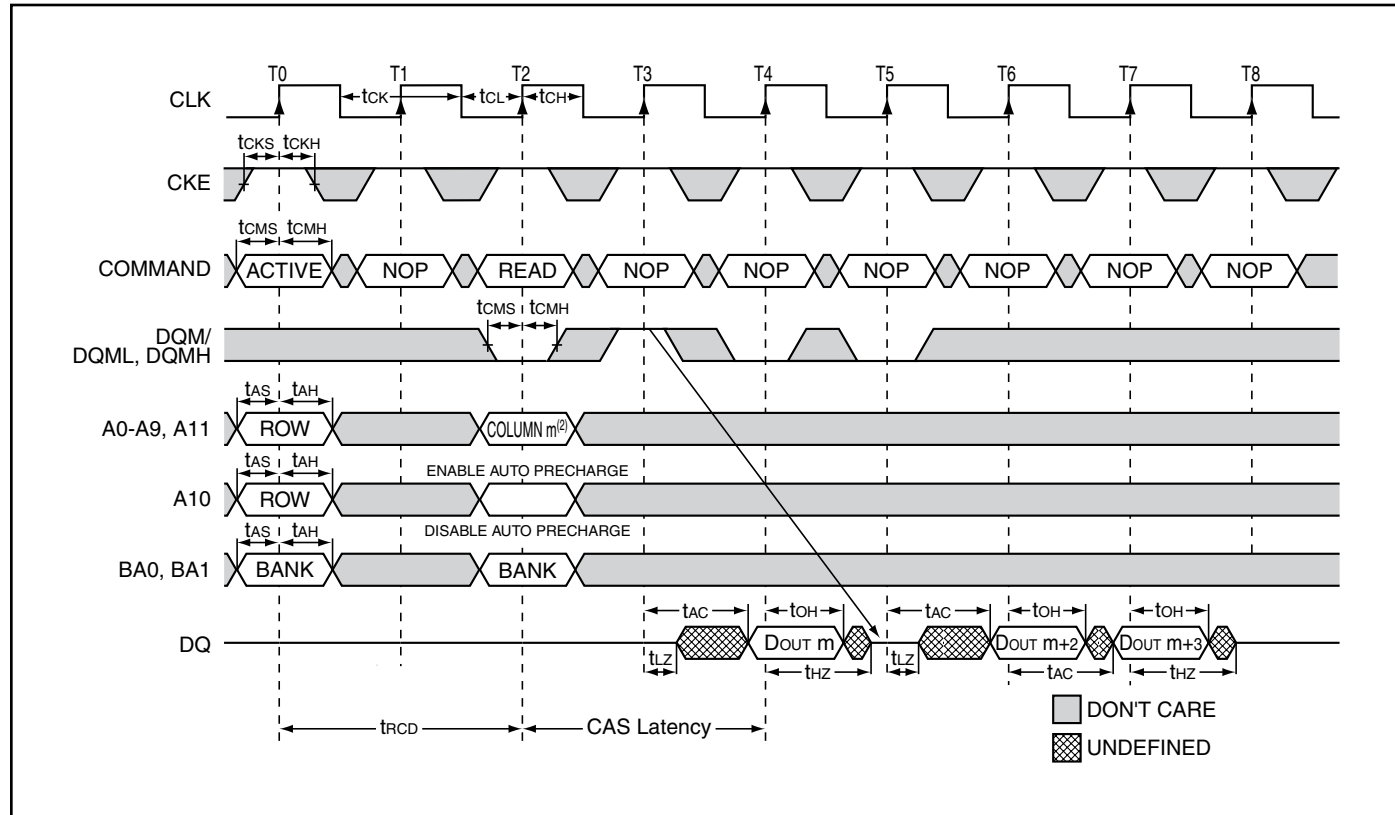 T0 T1 T2 T3 T4 T5 T6 T7 T8
CLK tCK tCL tCH
tCKS tCKH
CKE
tCMS tCMH
COMMAND ACTIVE NOP READ NOP NOP NOP NOP NOP NOP
tCMS tCMH
DQM/
DQML, DQMH
tAS tAH
A0-A9, A11 ROW COLUMN m(2)
tAS tAH ENABLE AUTO PRECHARGE
A10 ROW
tAS tAH DISABLE AUTO PRECHARGE
BA0, BA1 BANK BANK
tAC tOH tAC tOH tOH
DQ DOUT m DOUT m+2 DOUT m+3
tLZ tHZ tLZ tAC tHZ
DON'T CARE
tRCD CAS Latency
UNDEFINED